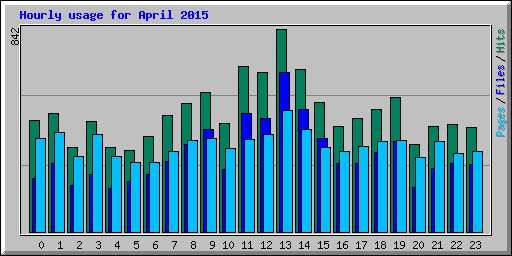 Hourly usage for April 2015
842
Pages/Files/Hits
0 1 2 3 4 5 6 7 8 9 10 11 12 13 14 15 16 17 18 19 20 21 22 23